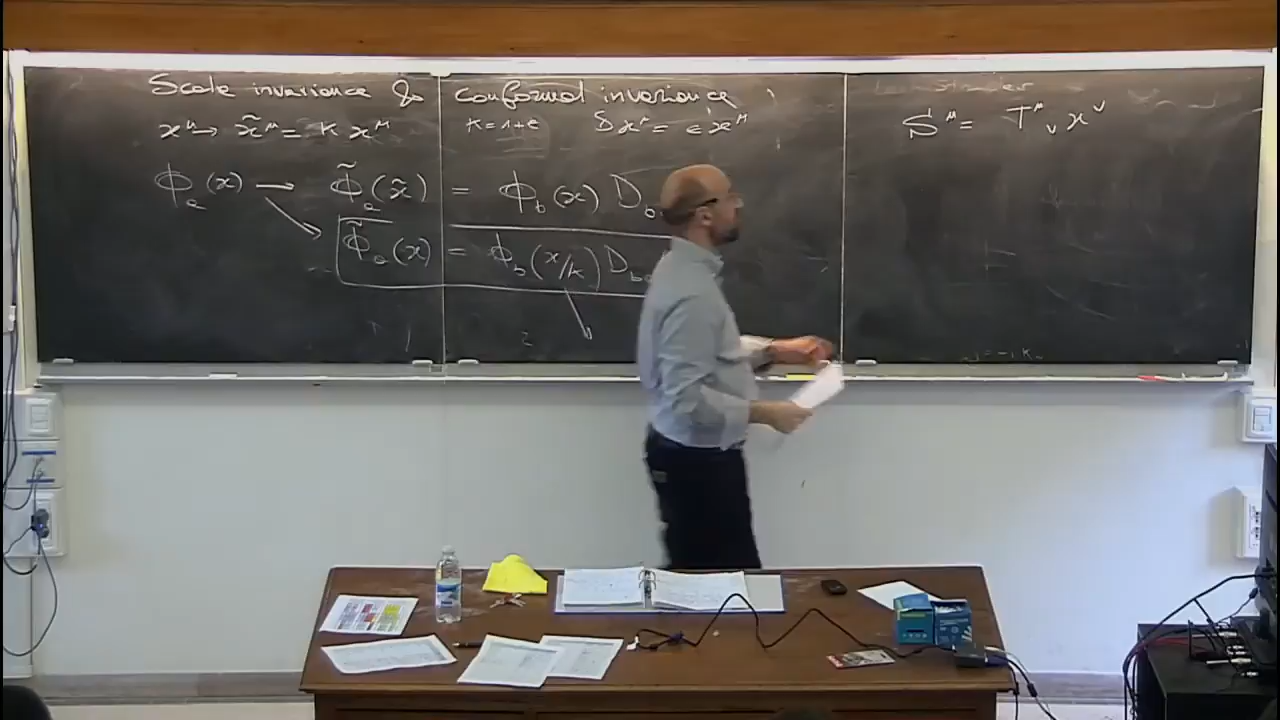 Scale invariance & conformal invariance
x^μ → x̃^μ = k x^μ   k = 1+ϵ   δx^μ = ϵ x^μ
ϕ_a(x) → ϕ̃_a(x̃) = ϕ_b(x) D_b
ϕ̃_a(x) = ϕ_b(x/k) D_b
S^μ = T^μ_ν x^ν